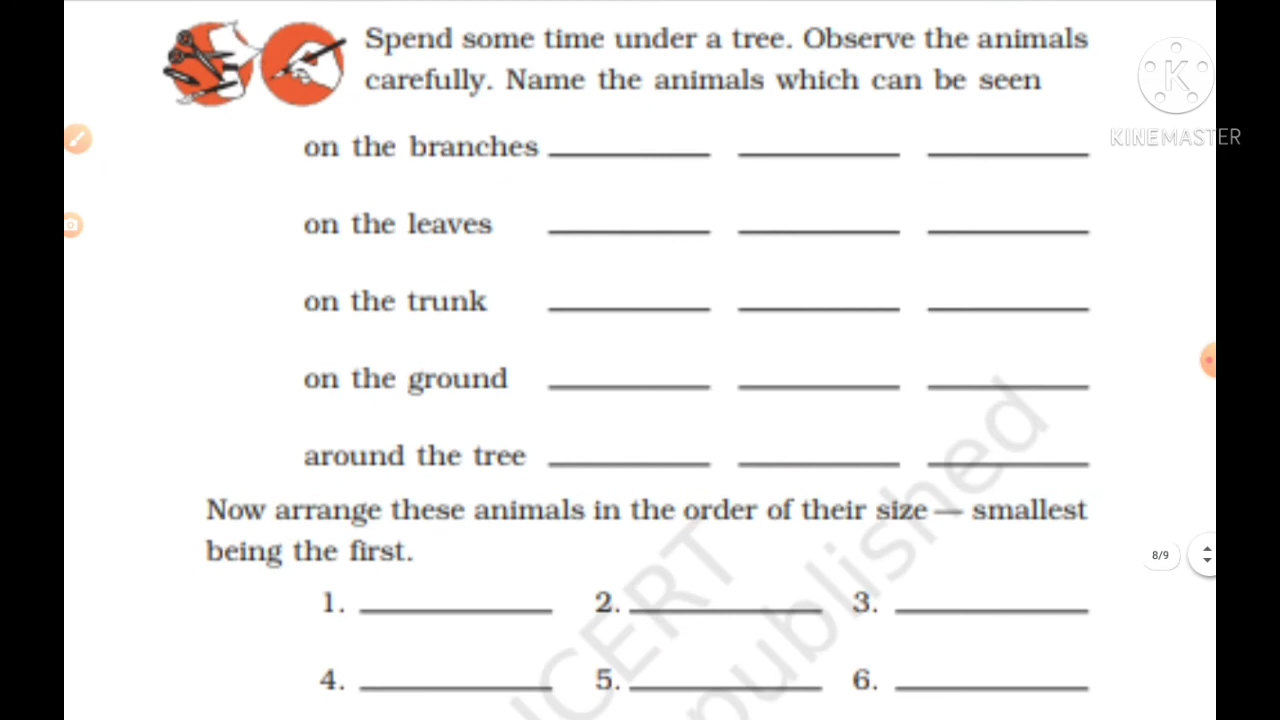 Spend some time under a tree. Observe the animals
carefully. Name the animals which can be seen
KINEMASTER
on the branches
on the leaves
on the trunk
on the ground
around the tree
Now arrange these animals in the order of their size — smallest
being the first.
8/9
1. 2. 3.
4. 5. 6.
NCERT
published